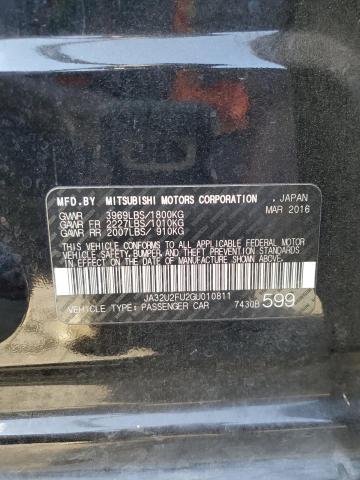 MFD.BY MITSUBISHI MOTORS CORPORATION , JAPAN
GVWR 3969LBS/1800KG MAR 2016
GAWR FR 2227LBS/1010KG
GAWR RR 2007LBS/ 910KG
THIS VEHICLE CONFORMS TO ALL APPLICABLE FEDERAL MOTOR
VEHICLE SAFETY, BUMPER, AND THEFT PREVENTION STANDARDS
IN EFFECT ON THE DATE OF MANUFACTURE SHOWN ABOVE.
JA32U2FU2GU010811
VEHICLE TYPE: PASSENGER CAR 7430B 599